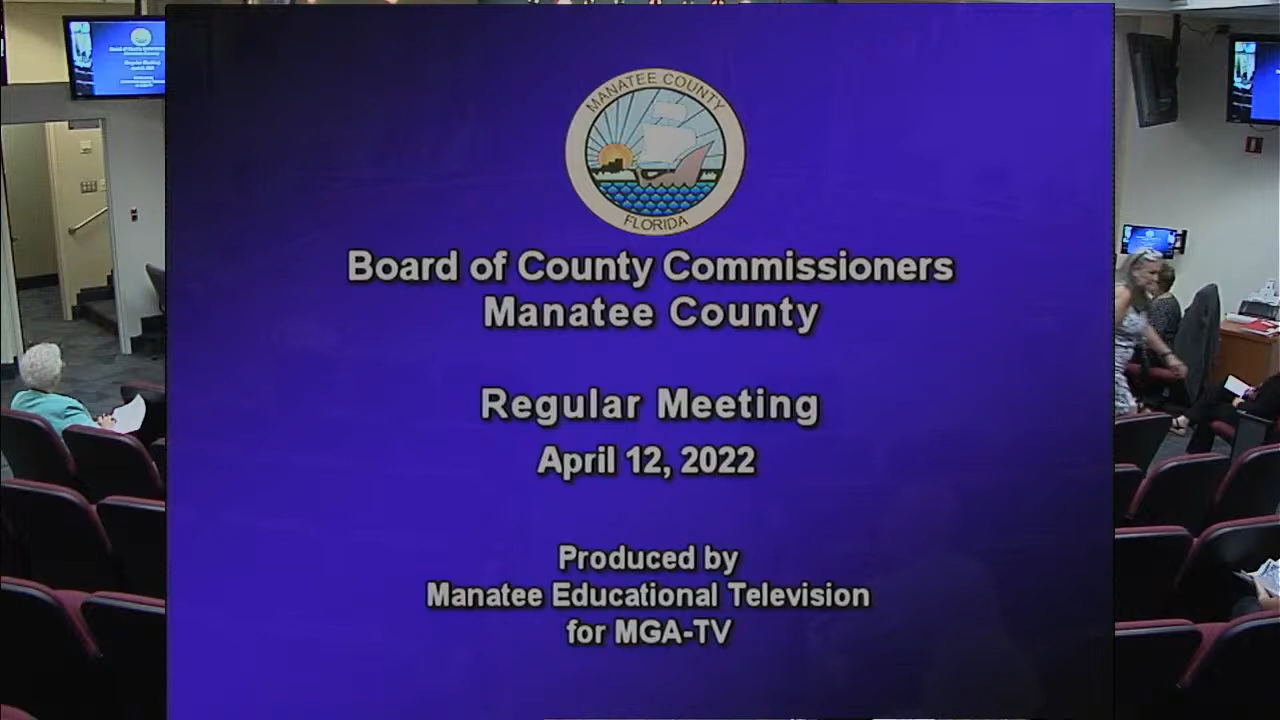 MANATEE COUNTY
FLORIDA
Board of County Commissioners
Manatee County
Regular Meeting
April 12, 2022
Produced by
Manatee Educational Television
for MGA-TV